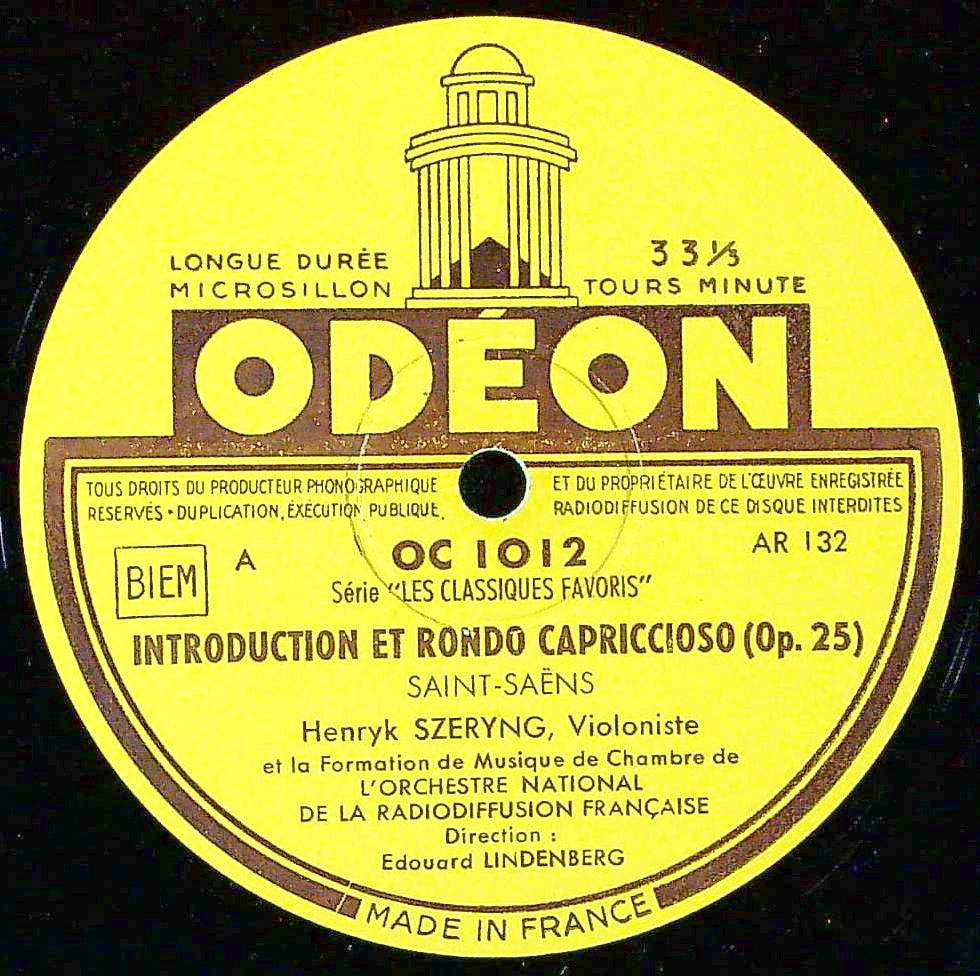 LONGUE DURÉE
MICROSILLON
33⅓
TOURS MINUTE
ODÉON
TOUS DROITS DU PRODUCTEUR PHONOGRAPHIQUE ET DU PROPRIÉTAIRE DE L'ŒUVRE ENREGISTRÉE
RESERVÉS • DUPLICATION, EXÉCUTION PUBLIQUE, RADIODIFFUSION DE CE DISQUE INTERDITES
BIEM
A
OC 1012
AR 132
Série "LES CLASSIQUES FAVORIS"
INTRODUCTION ET RONDO CAPRICCIOSO (Op. 25)
SAINT-SAËNS
Henryk SZERYNG, Violoniste
et la Formation de Musique de Chambre de
L'ORCHESTRE NATIONAL
DE LA RADIODIFFUSION FRANÇAISE
Direction :
Edouard LINDENBERG
MADE IN FRANCE